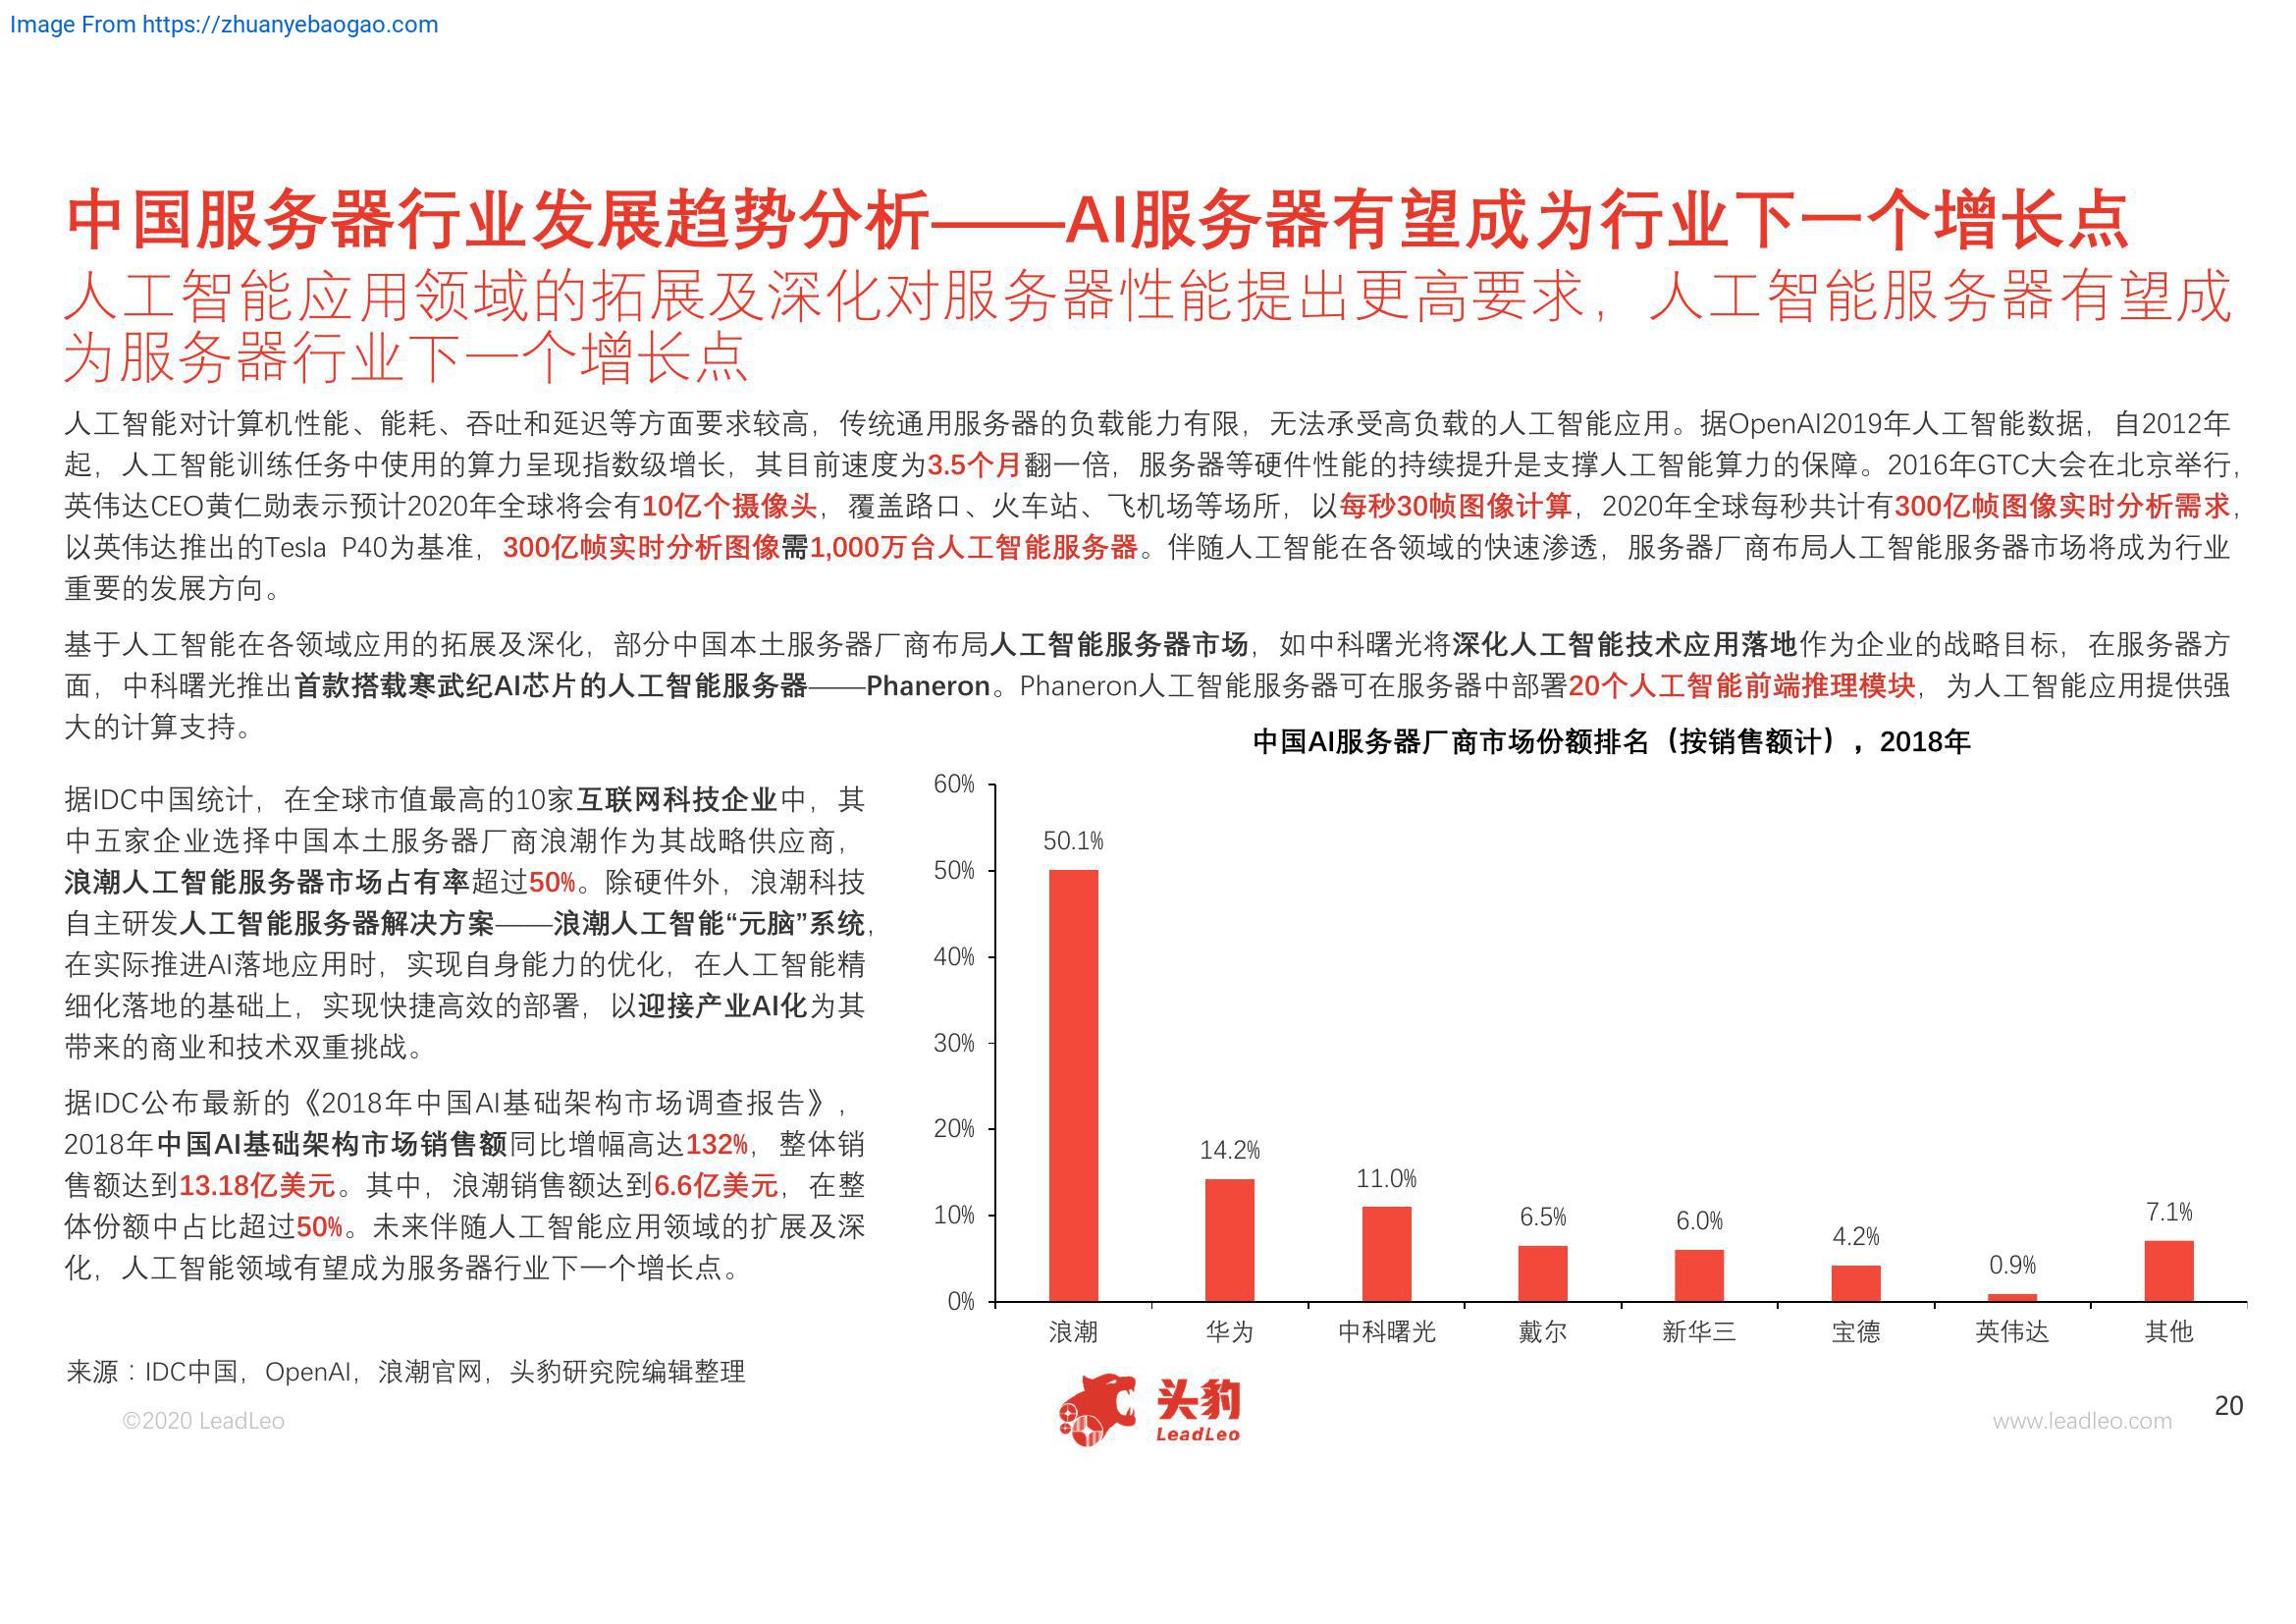 Image From https://zhuanyebaogao.com
中国服务器行业发展趋势分析——AI服务器有望成为行业下一个增长点
人工智能应用领域的拓展及深化对服务器性能提出更高要求，人工智能服务器有望成
为服务器行业下一个增长点
人工智能对计算机性能、能耗、吞吐和延迟等方面要求较高，传统通用服务器的负载能力有限，无法承受高负载的人工智能应用。据OpenAI2019年人工智能数据，自2012年
起，人工智能训练任务中使用的算力呈现指数级增长，其目前速度为3.5个月翻一倍，服务器等硬件性能的持续提升是支撑人工智能算力的保障。2016年GTC大会在北京举行，
英伟达CEO黄仁勋表示预计2020年全球将会有10亿个摄像头，覆盖路口、火车站、飞机场等场所，以每秒30帧图像计算，2020年全球每秒共计有300亿帧图像实时分析需求，
以英伟达推出的Tesla P40为基准，300亿帧实时分析图像需1,000万台人工智能服务器。伴随人工智能在各领域的快速渗透，服务器厂商布局人工智能服务器市场将成为行业
重要的发展方向。
基于人工智能在各领域应用的拓展及深化，部分中国本土服务器厂商布局人工智能服务器市场，如中科曙光将深化人工智能技术应用落地作为企业的战略目标，在服务器方
面，中科曙光推出首款搭载寒武纪AI芯片的人工智能服务器——Phaneron。Phaneron人工智能服务器可在服务器中部署20个人工智能前端推理模块，为人工智能应用提供强
大的计算支持。
据IDC中国统计，在全球市值最高的10家互联网科技企业中，其
中五家企业选择中国本土服务器厂商浪潮作为其战略供应商，
浪潮人工智能服务器市场占有率超过50%。除硬件外，浪潮科技
自主研发人工智能服务器解决方案——浪潮人工智能“元脑”系统，
在实际推进AI落地应用时，实现自身能力的优化，在人工智能精
细化落地的基础上，实现快捷高效的部署，以迎接产业AI化为其
带来的商业和技术双重挑战。
据IDC公布最新的《2018年中国AI基础架构市场调查报告》，
2018年中国AI基础架构市场销售额同比增幅高达132%，整体销
售额达到13.18亿美元。其中，浪潮销售额达到6.6亿美元，在整
体份额中占比超过50%。未来伴随人工智能应用领域的扩展及深
化，人工智能领域有望成为服务器行业下一个增长点。
中国AI服务器厂商市场份额排名（按销售额计），2018年
60%
50%
40%
30%
20%
10%
0%
50.1%
14.2%
11.0%
6.5%
6.0%
4.2%
0.9%
7.1%
浪潮
华为
中科曙光
戴尔
新华三
宝德
英伟达
其他
来源：IDC中国，OpenAI，浪潮官网，头豹研究院编辑整理
©2020 LeadLeo
头豹
LeadLeo
www.leadleo.com
20